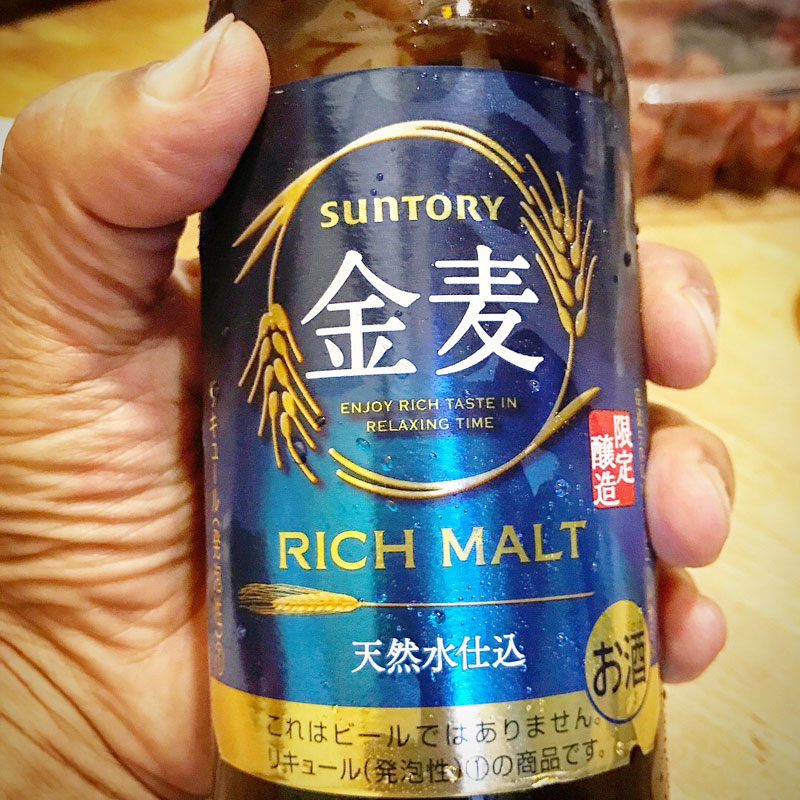 SUNTORY
金麦
ENJOY RICH TASTE IN
RELAXING TIME
限定
醸造
RICH MALT
天然水仕込
お酒
これはビールではありません。
リキュール(発泡性)①の商品です。